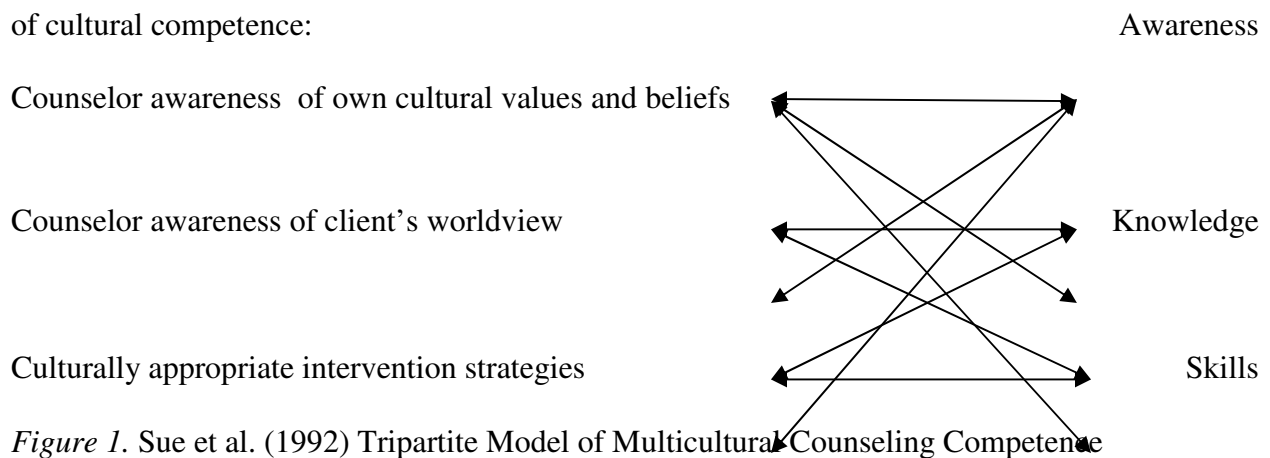 of cultural competence: Awareness
Counselor awareness of own cultural values and beliefs
Counselor awareness of client's worldview Knowledge
Culturally appropriate intervention strategies Skills
Figure 1. Sue et al. (1992) Tripartite Model of Multicultural Counseling Competence